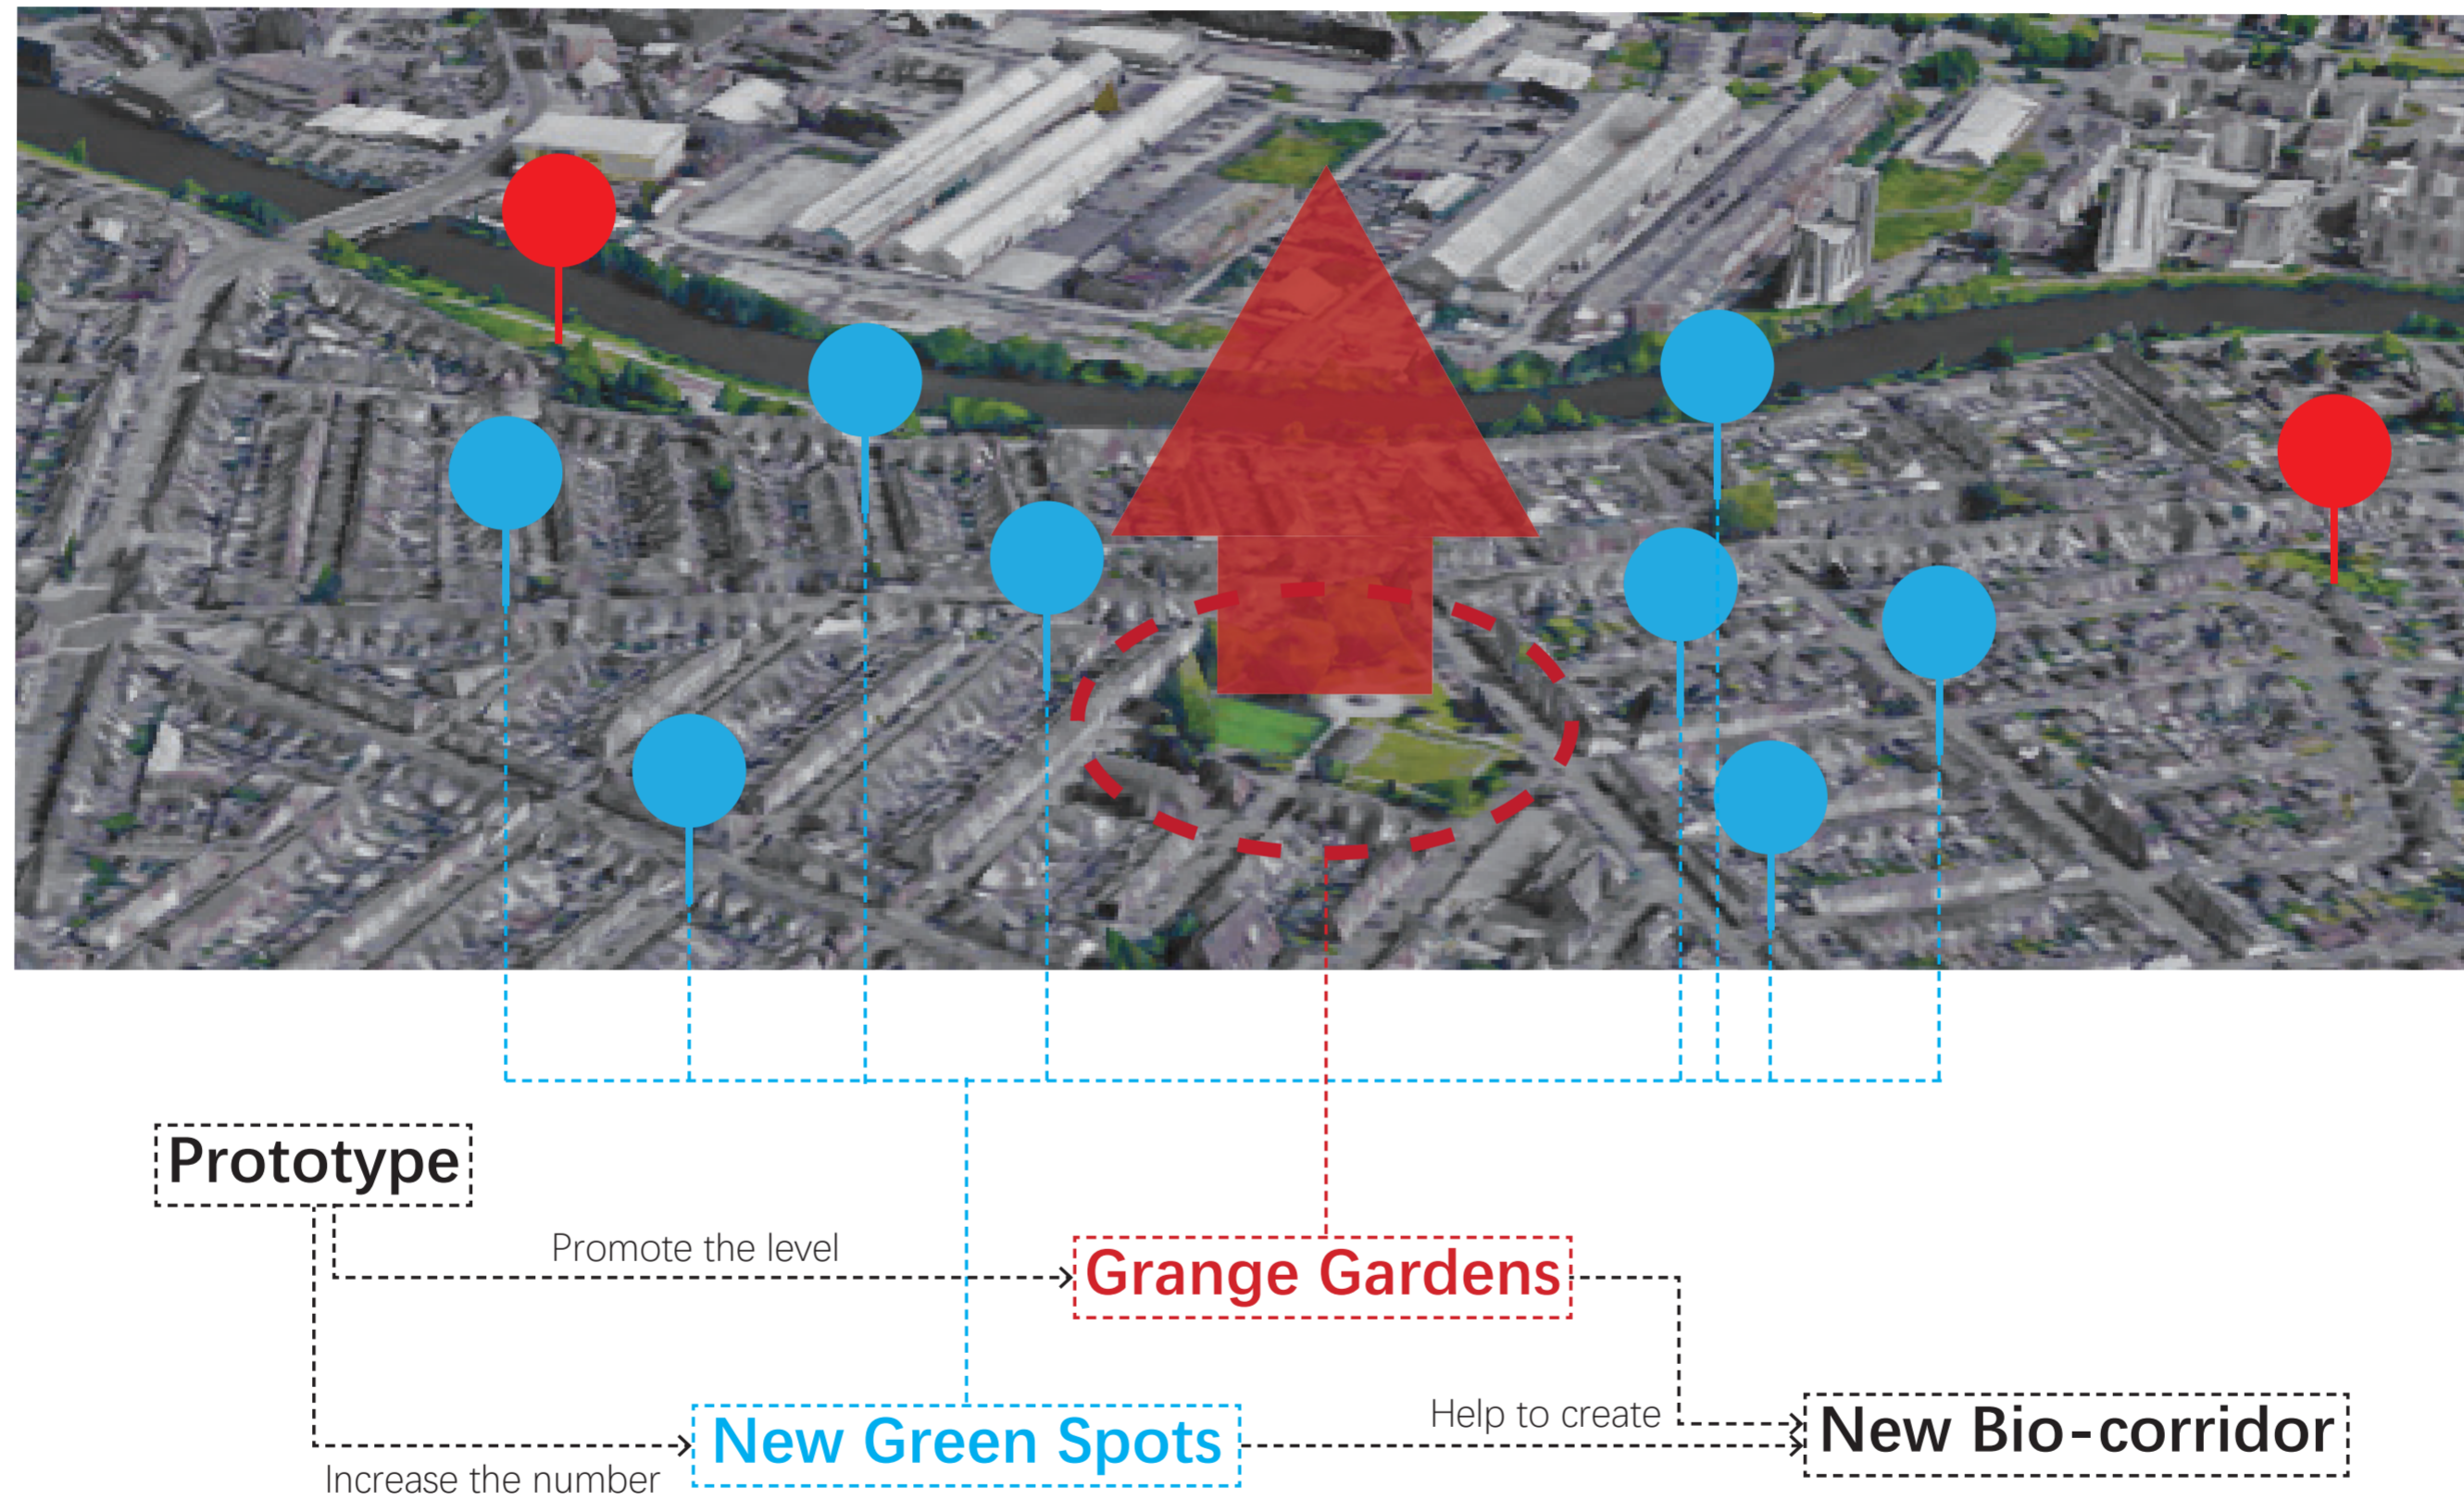 Prototype
Promote the level
Grange Gardens
Help to create
New Bio-corridor
New Green Spots
Increase the number